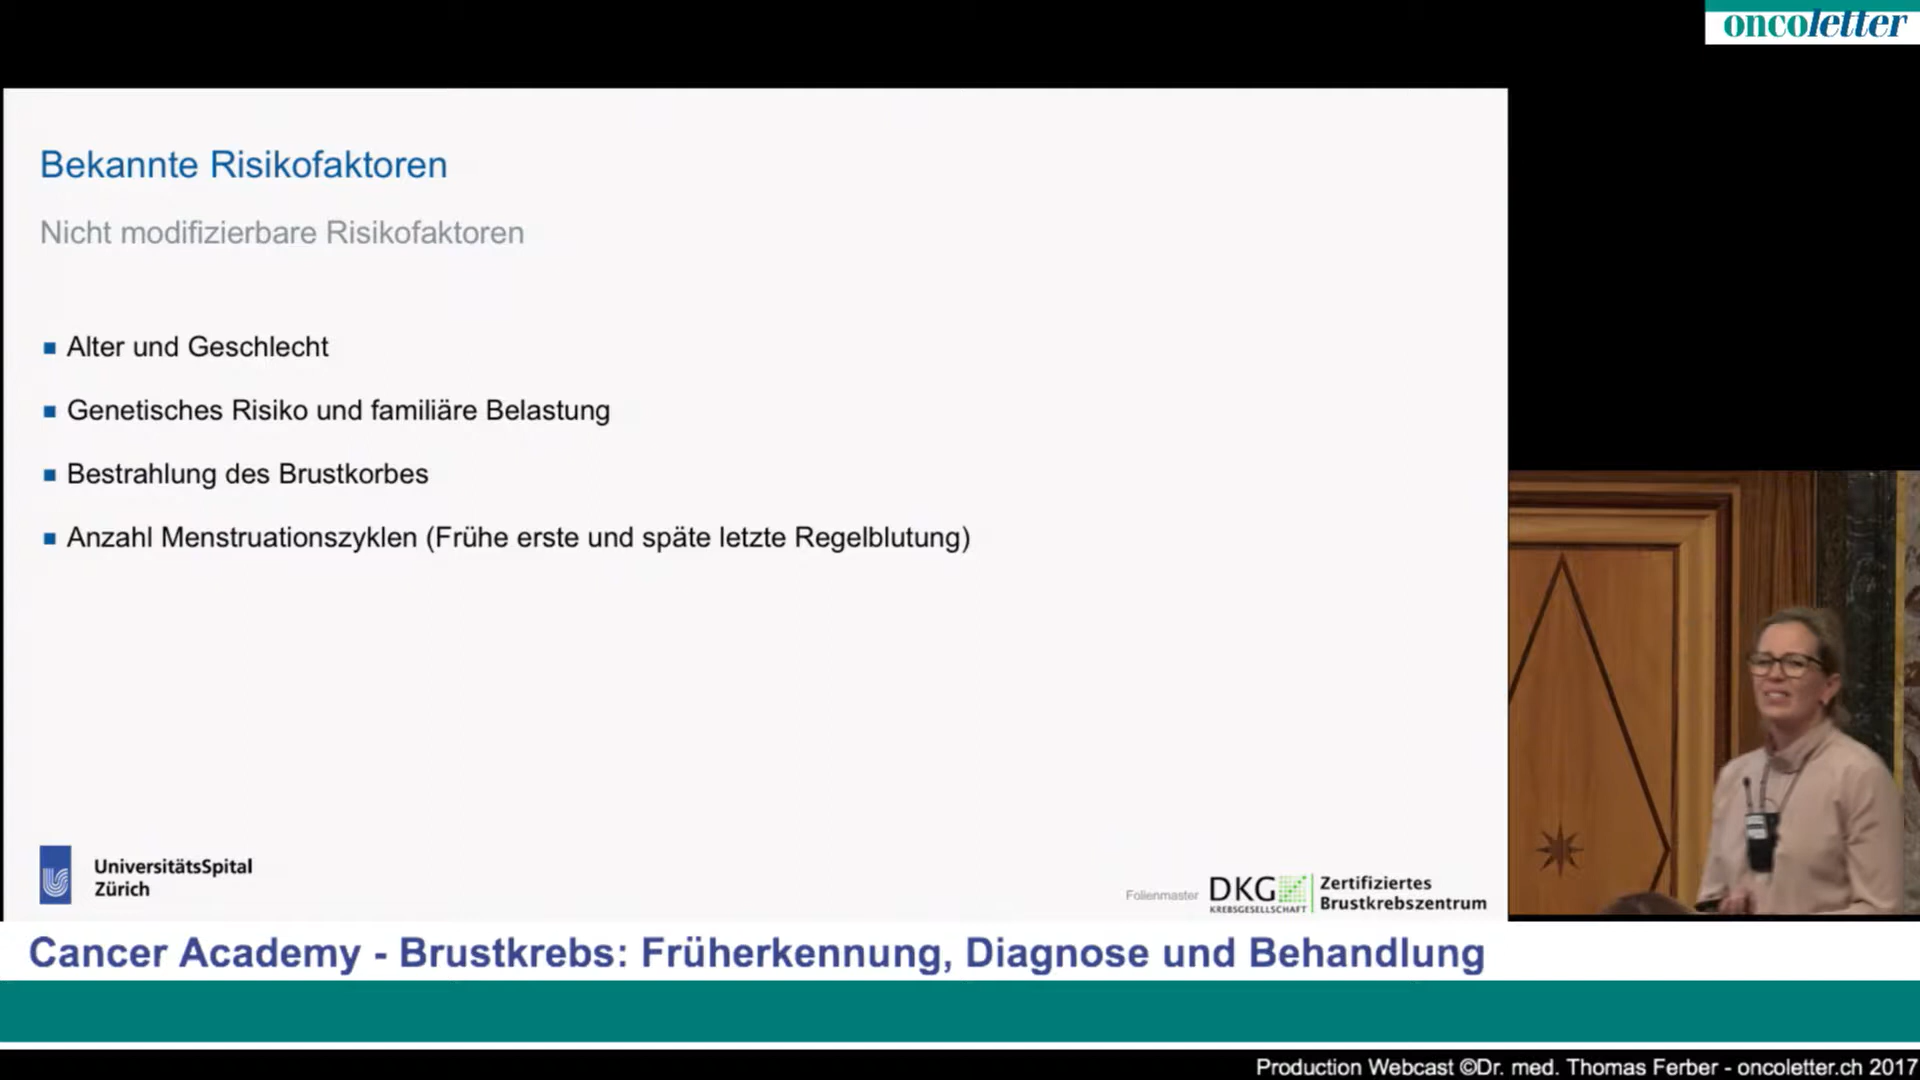 oncoletter
Bekannte Risikofaktoren
Nicht modifizierbare Risikofaktoren
Alter und Geschlecht
Genetisches Risiko und familiäre Belastung
Bestrahlung des Brustkorbes
Anzahl Menstruationszyklen (Frühe erste und späte letzte Regelblutung)
UniversitätsSpital
Zürich
Folienmaster
DKG
KREBSGESELLSCHAFT
Zertifiziertes
Brustkrebszentrum
Cancer Academy - Brustkrebs: Früherkennung, Diagnose und Behandlung
Production Webcast ©Dr. med. Thomas Ferber - oncoletter.ch 2017